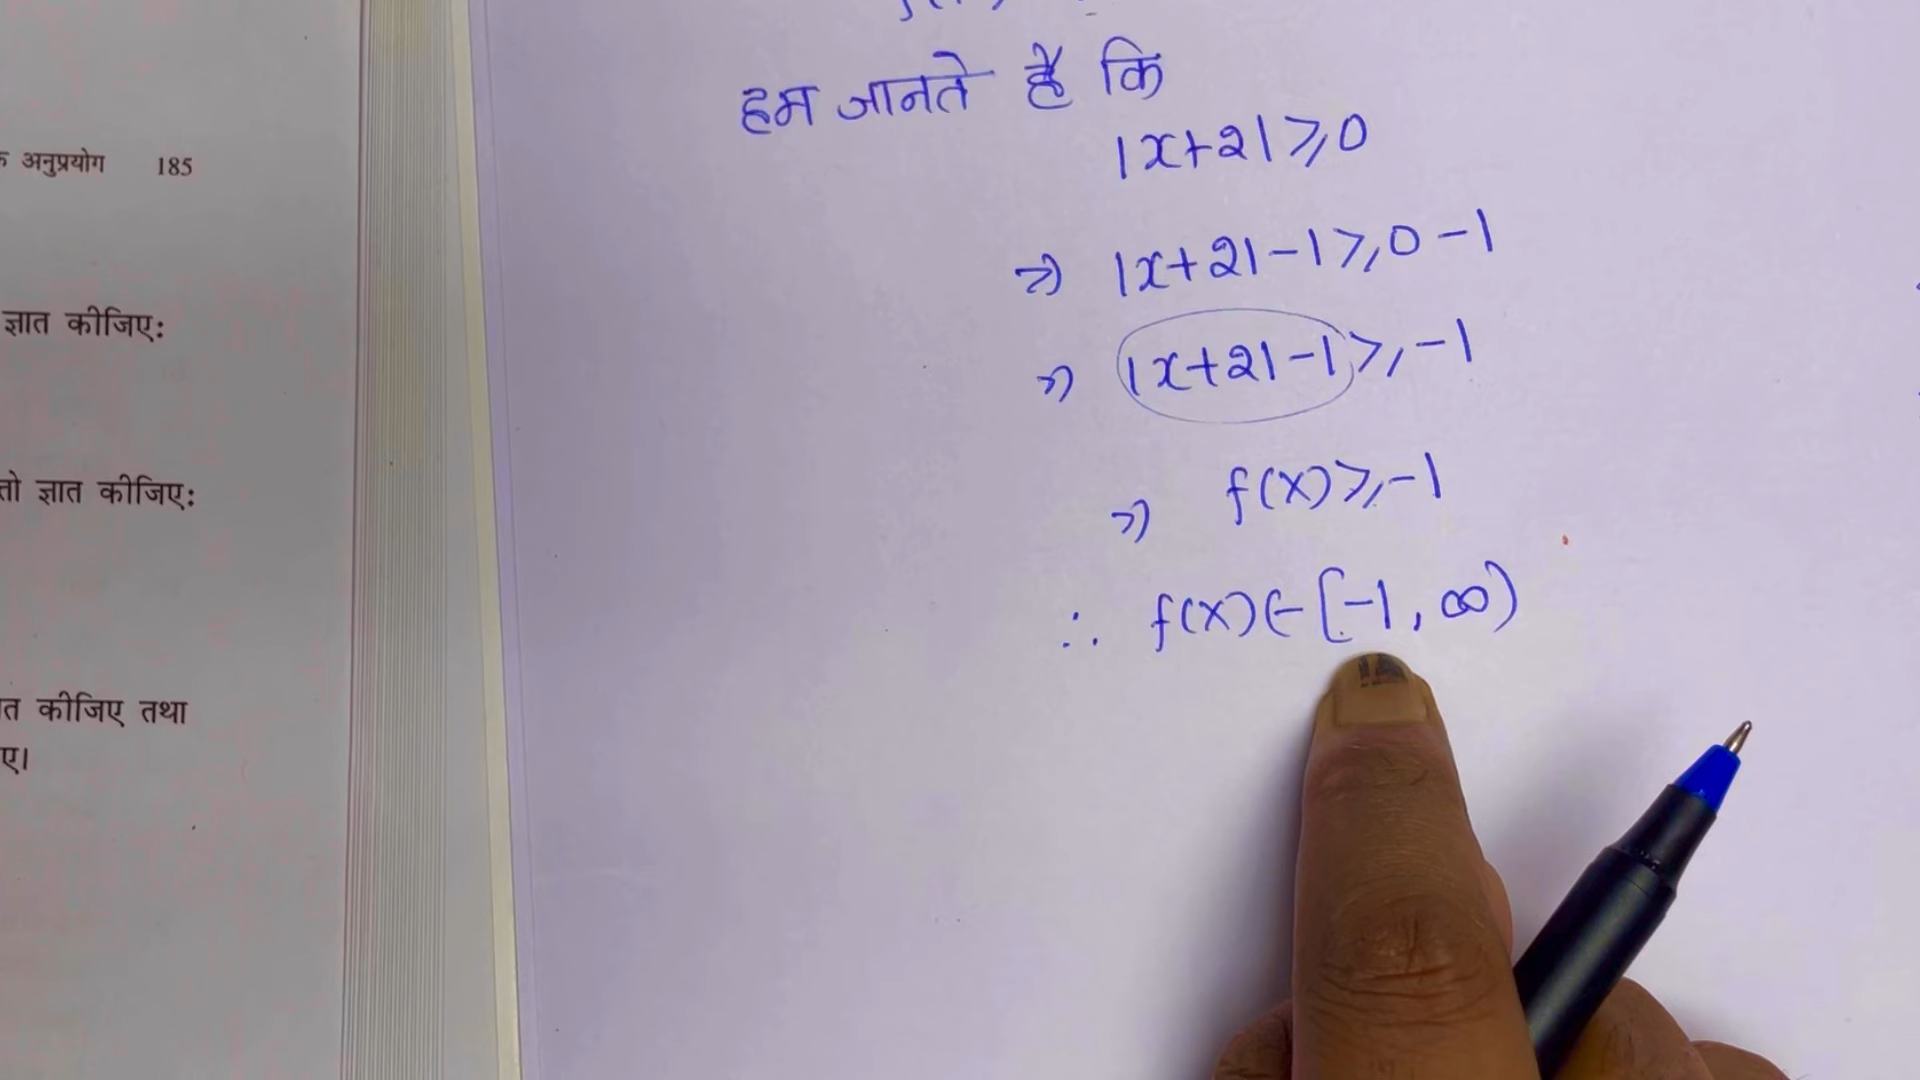 अनुप्रयोग 185
ज्ञात कीजिए:
तो ज्ञात कीजिए:
कीजिए तथा
हम जानते है कि
|x+2|⩾0
⇒ |x+2|-1⩾0-1
⇒ |x+2|-1⩾-1
⇒ f(x)⩾-1
∴ f(x)∈[-1,∞)